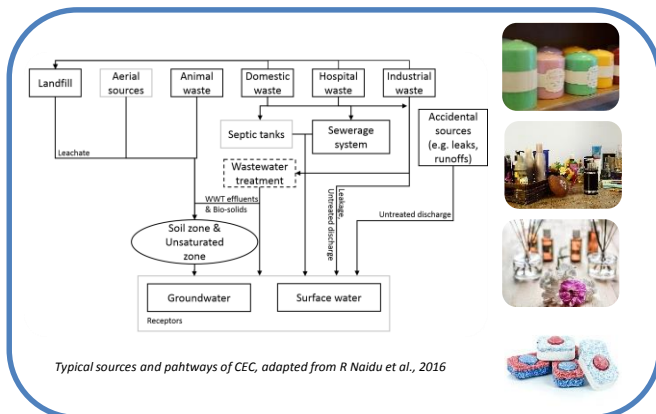 Landfill
Aerial
sources
Animal
waste
Domestic
waste
Hospital
waste
Industrial
waste
Accidental
sources
(e.g. leaks,
runoffs)
Leachate
Septic tanks
Sewerage
system
Wastewater
treatment
WWT effluents
& Bio-solids
Leakage,
Untreated
discharge
Untreated discharge
Soil zone &
Unsaturated
zone
Groundwater
Surface water
Receptors
Typical sources and pahtways of CEC, adapted from R Naidu et al., 2016